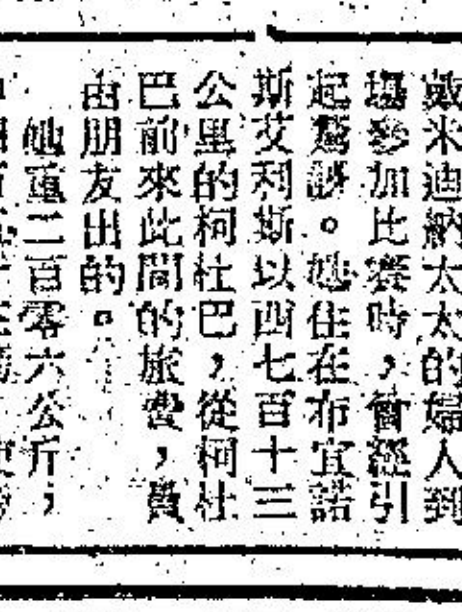 戴米迪納太太的婦人到
場參加比賽時，曾經引
起驚訝。她住在布宜諾
斯艾利斯以西七百十三
公里的柯杜巴，從柯杜
巴前來此間的旅費，費
由朋友出的。
她重二百零六公斤，